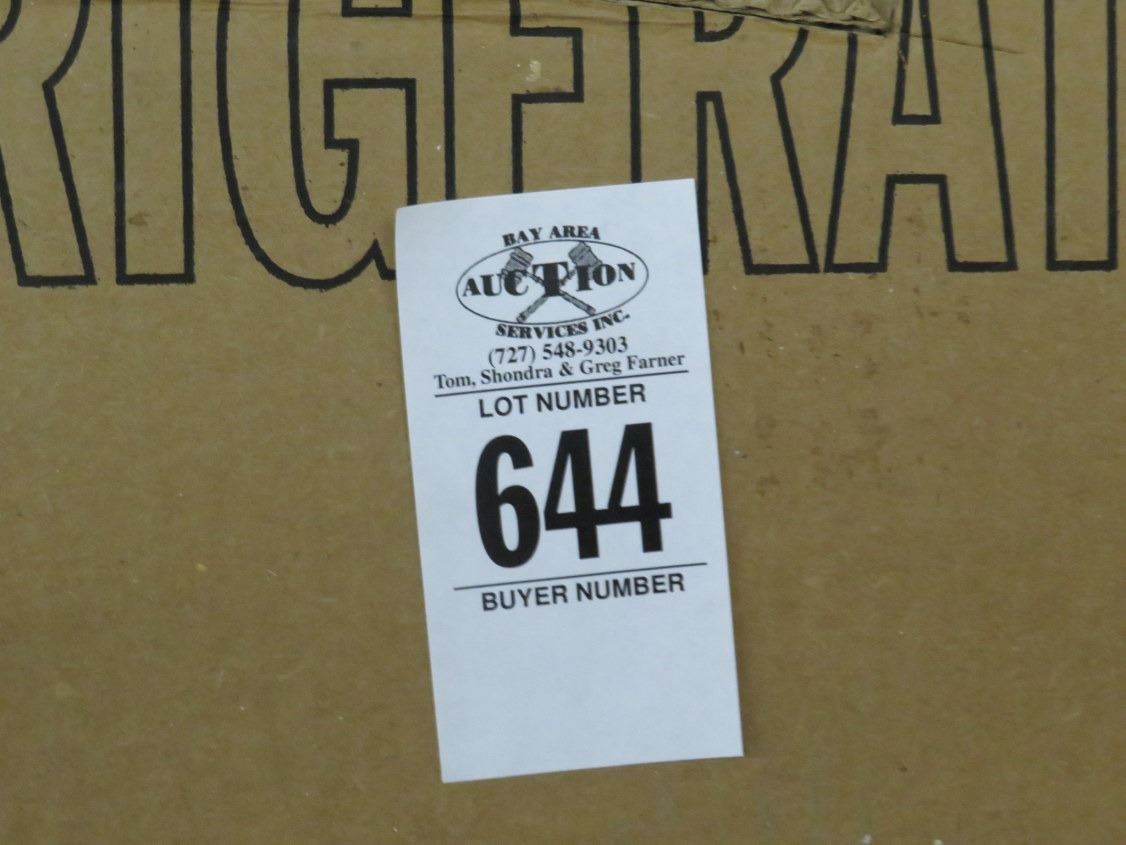 RIGERAT
BAY AREA
AUCTION
SERVICES INC.
(727) 548-9303
Tom, Shondra & Greg Farner
LOT NUMBER
644
BUYER NUMBER